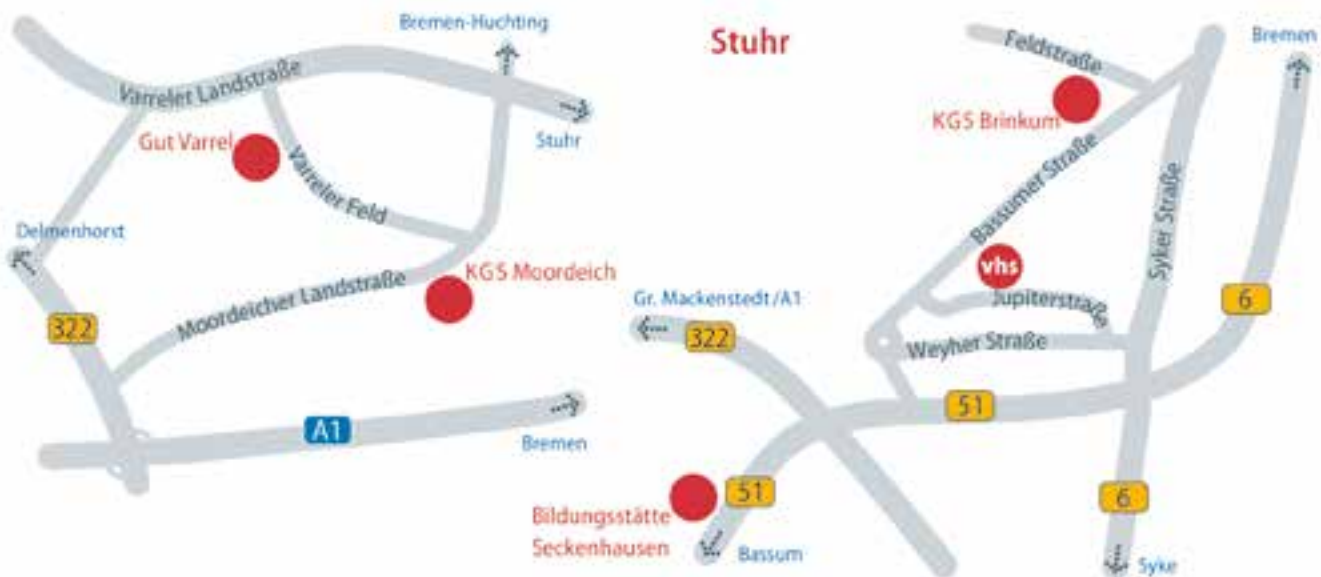 Bremen-Huchting
Varreler Landstraße
Gut Varrel
Stuhr
Varreler Feld
Delmenhorst
KGS Moordeich
Moordeicher Landstraße
322
A1
Bremen
Stuhr
Feldstraße
Bremen
KGS Brinkum
Bassumer Straße
Syker Straße
vhs
Jupiterstraße
Gr. Mackenstedt/A1
322
6
Weyher Straße
51
51
6
Bildungsstätte
Seckenhausen
Bassum
Syke